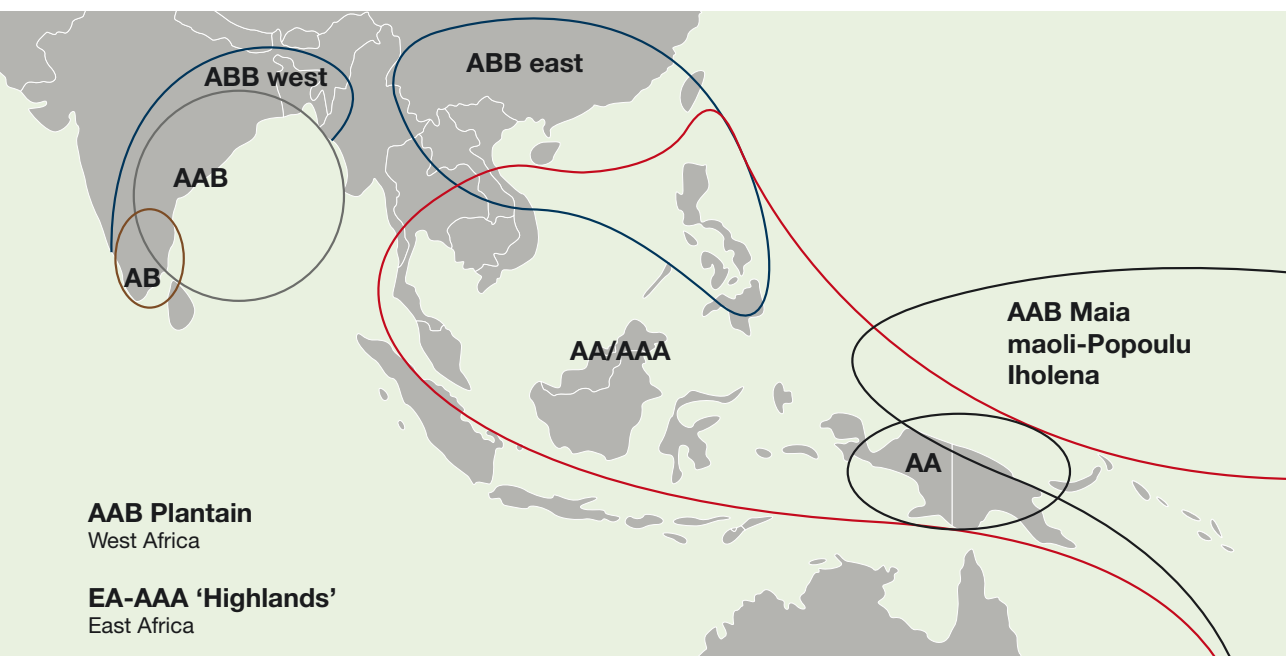 ABB west
ABB east
AAB
AB
AA/AAA
AAB Maia
maoli-Popoulu
Iholena
AA
AAB Plantain
West Africa
EA-AAA ‘Highlands’
East Africa